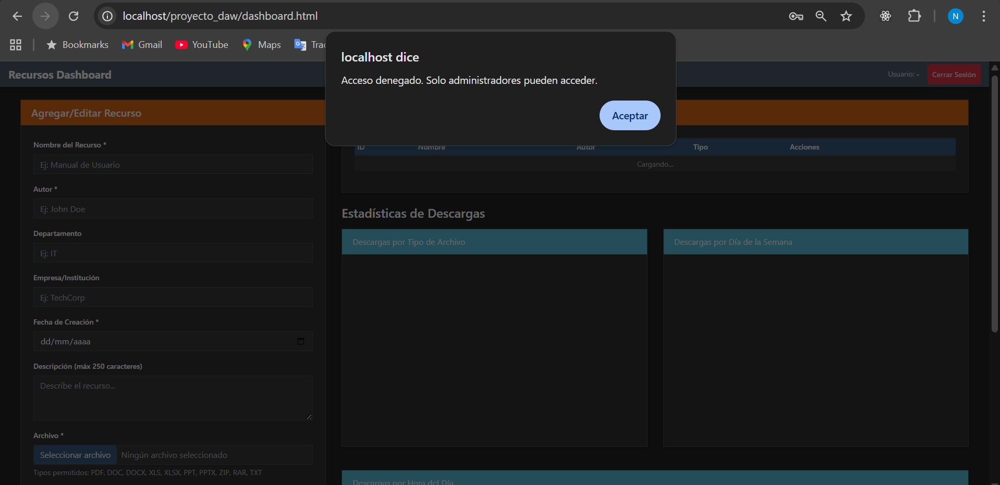 localhost/proyecto_daw/dashboard.html
N
Bookmarks
Gmail
YouTube
Maps
localhost dice
Acceso denegado. Solo administradores pueden acceder.
Aceptar
Recursos Dashboard
Usuario: -
Cerrar Sesión
Agregar/Editar Recurso
Nombre del Recurso *
Ej: Manual de Usuario
Autor *
Ej: John Doe
Departamento
Ej: IT
Empresa/Institución
Ej: TechCorp
Fecha de Creación *
dd/mm/aaaa
Descripción (máx 250 caracteres)
Describe el recurso...
Archivo *
Seleccionar archivo Ningún archivo seleccionado
Tipos permitidos: PDF, DOC, DOCX, XLS, XLSX, PPT, PPTX, ZIP, RAR, TXT
ID Nombre Autor Tipo Acciones
Cargando...
Estadísticas de Descargas
Descargas por Tipo de Archivo
Descargas por Día de la Semana
Descargas por Hora del Día